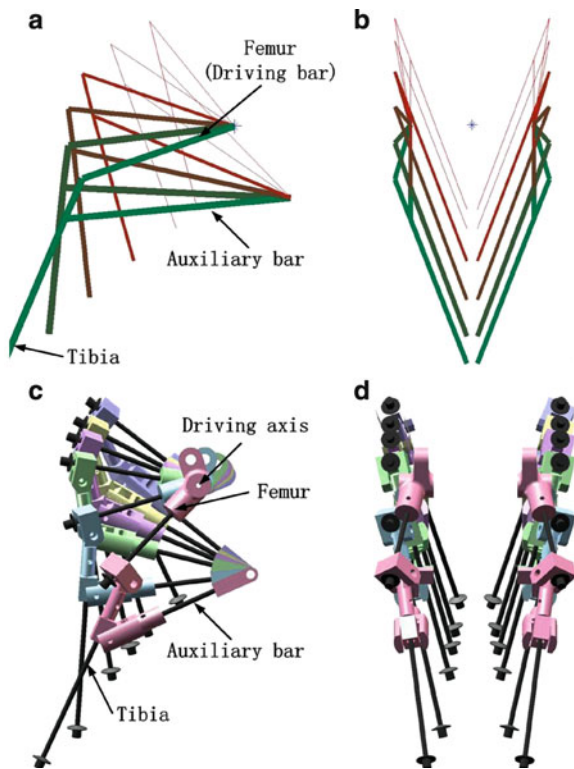 a
b
Femur
(Driving bar)
Auxiliary bar
Tibia
c
d
Driving axis
Femur
Auxiliary bar
Tibia